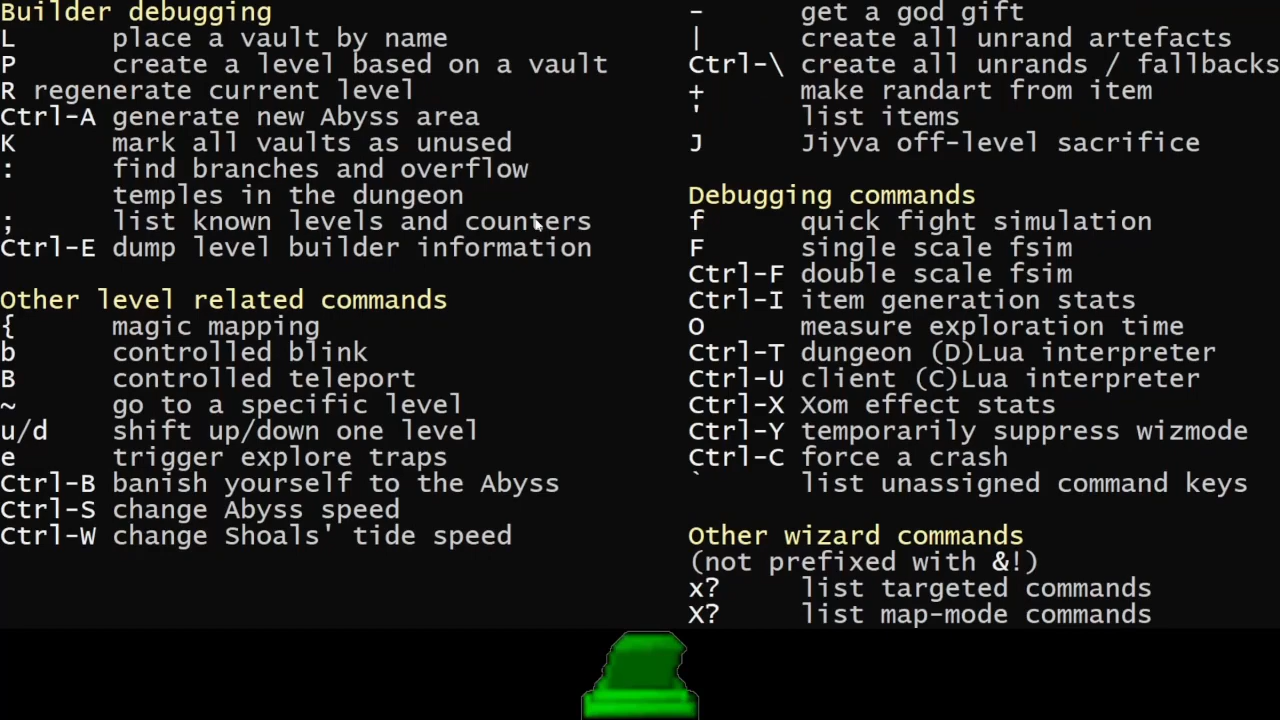 Builder debugging
L place a vault by name
P create a level based on a vault
R regenerate current level
Ctrl-A generate new Abyss area
K mark all vaults as unused
: find branches and overflow
temples in the dungeon
; list known levels and counters
Ctrl-E dump level builder information
Other level related commands
{ magic mapping
b controlled blink
B controlled teleport
~ go to a specific level
u/d shift up/down one level
e trigger explore traps
Ctrl-B banish yourself to the Abyss
Ctrl-S change Abyss speed
Ctrl-W change Shoals' tide speed
- get a god gift
| create all unrand artefacts
Ctrl-\ create all unrands / fallbacks
+ make randart from item
' list items
J Jiyva off-level sacrifice
Debugging commands
f quick fight simulation
F single scale fsim
Ctrl-F double scale fsim
Ctrl-I item generation stats
O measure exploration time
Ctrl-T dungeon (D)Lua interpreter
Ctrl-U client (C)Lua interpreter
Ctrl-X Xom effect stats
Ctrl-Y temporarily suppress wizmode
Ctrl-C force a crash
` list unassigned command keys
Other wizard commands
(not prefixed with &!)
x? list targeted commands
X? list map-mode commands